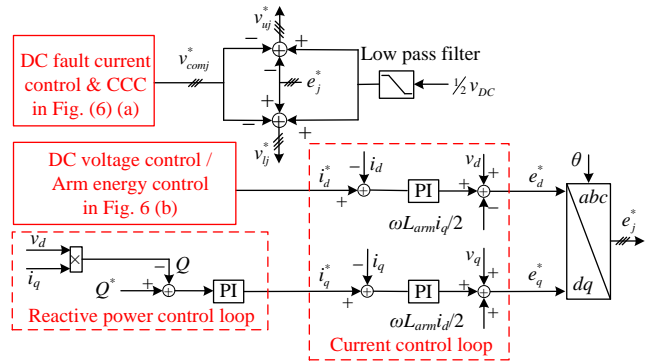 v*uj
DC fault current
control & CCC
in Fig. (6) (a)
v*comj
− + Low pass filter
−
e*j
½ vDC
+
− +
v*lj
DC voltage control /
Arm energy control
in Fig. 6 (b)
i*d
− id
+
PI
vd
+
+
−
ωLarmiq/2
e*d
θ
abc
dq
e*j
vd
iq
×
Q
−
Q*
+
PI
i*q
− iq
+
PI
vq
+
+
+
ωLarmid/2
e*q
Reactive power control loop
Current control loop